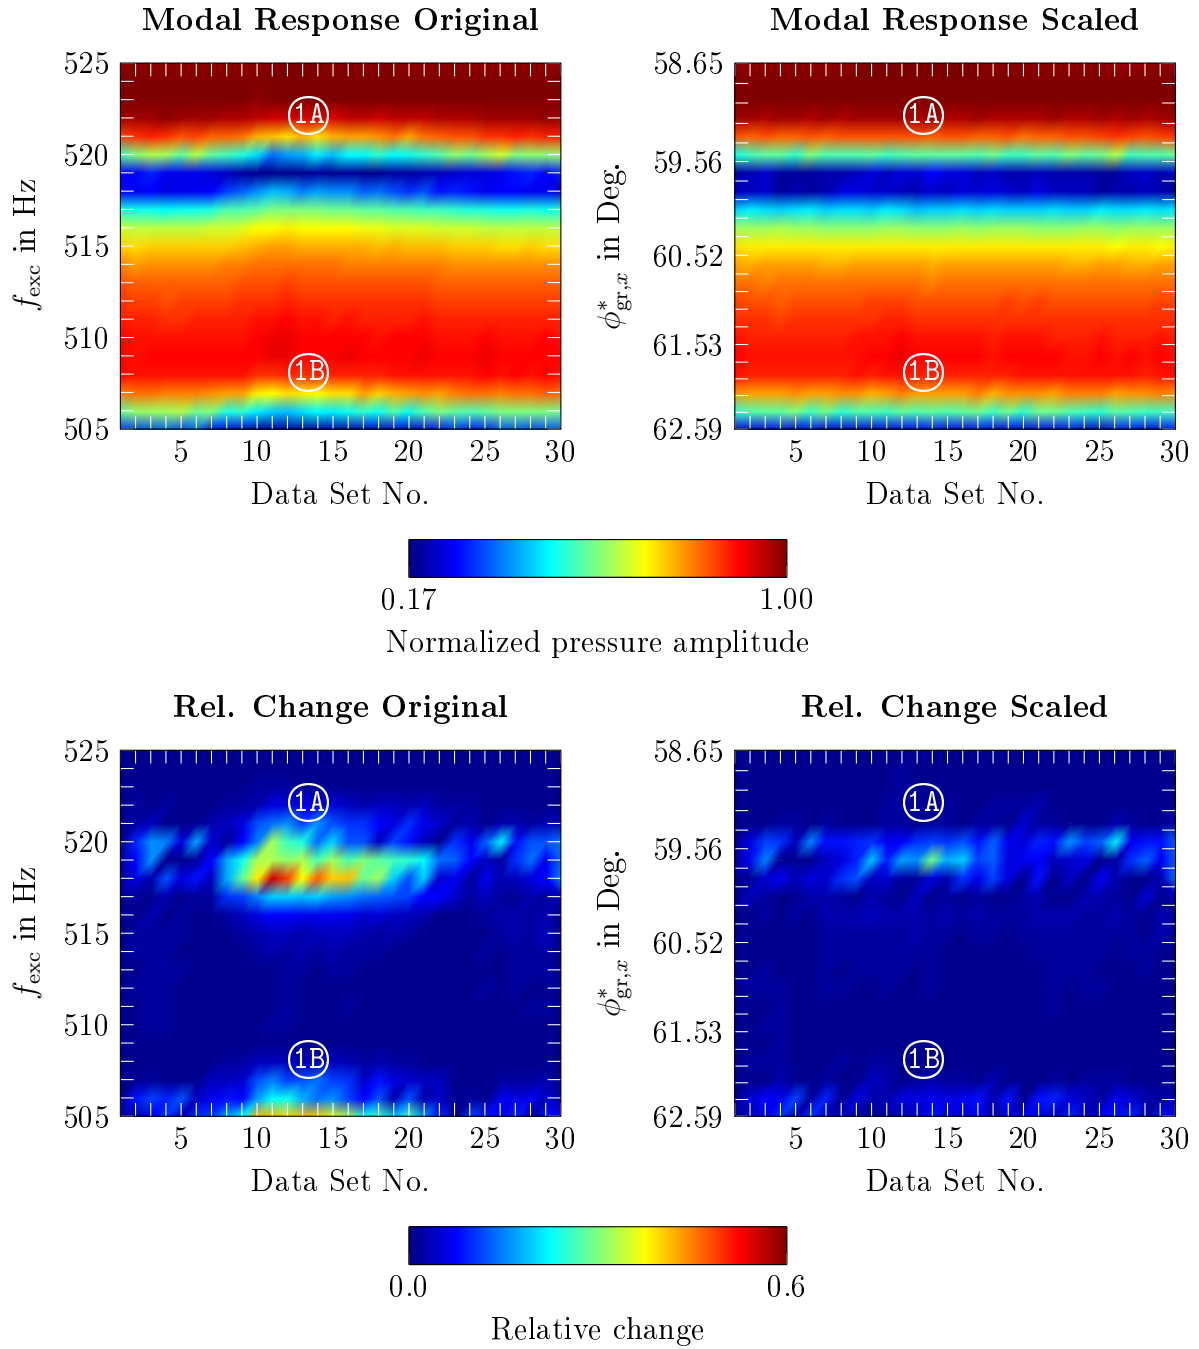 Modal Response Original
525
520
515
510
505
f_exc in Hz
1A
1B
5 10 15 20 25 30
Data Set No.
Modal Response Scaled
58.65
59.56
60.52
61.53
62.59
ϕ*_gr,x in Deg.
1A
1B
5 10 15 20 25 30
Data Set No.
0.17 1.00
Normalized pressure amplitude
Rel. Change Original
525
520
515
510
505
f_exc in Hz
1A
1B
5 10 15 20 25 30
Data Set No.
Rel. Change Scaled
58.65
59.56
60.52
61.53
62.59
ϕ*_gr,x in Deg.
1A
1B
5 10 15 20 25 30
Data Set No.
0.0 0.6
Relative change